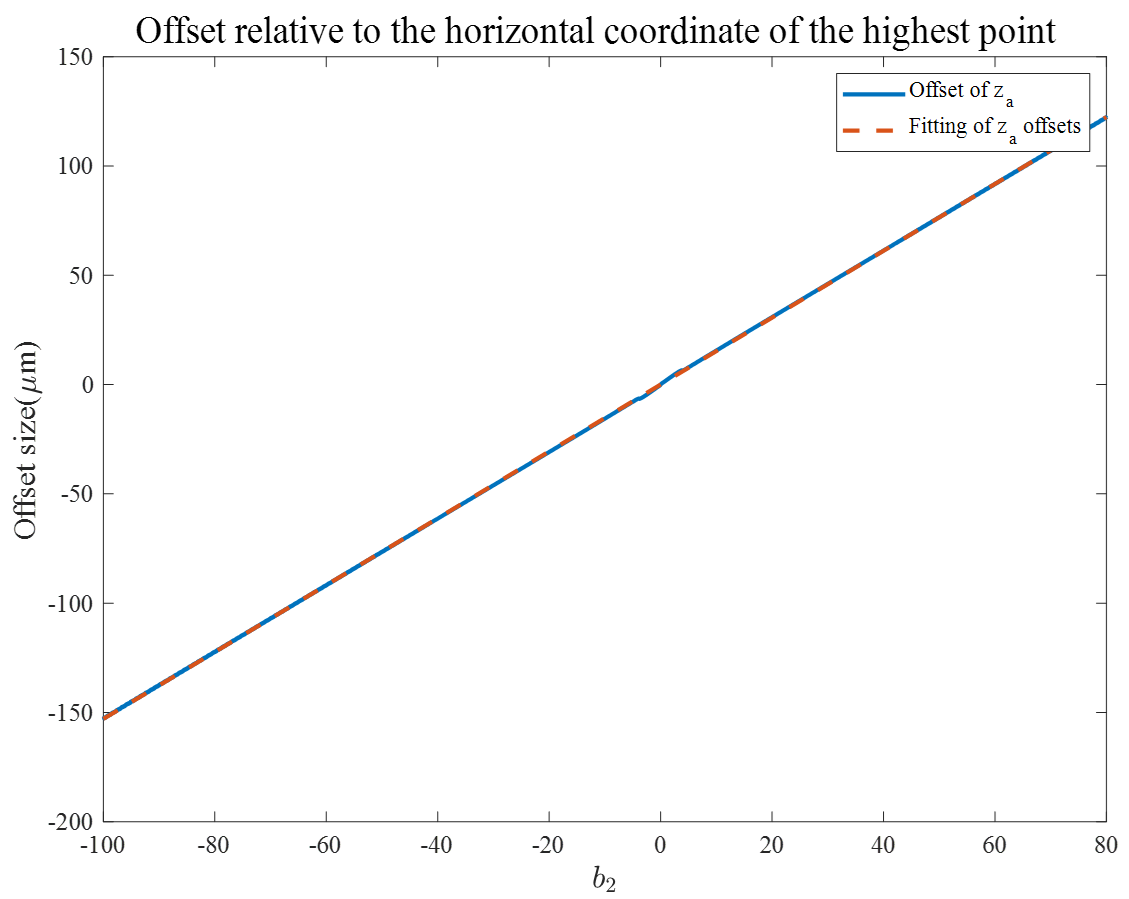 Offset relative to the horizontal coordinate of the highest point
150
100
50
0
-50
-100
-150
-200
Offset size(μm)
Offset of z_a
Fitting of z_a offsets
-100 -80 -60 -40 -20 0 20 40 60 80
b_2